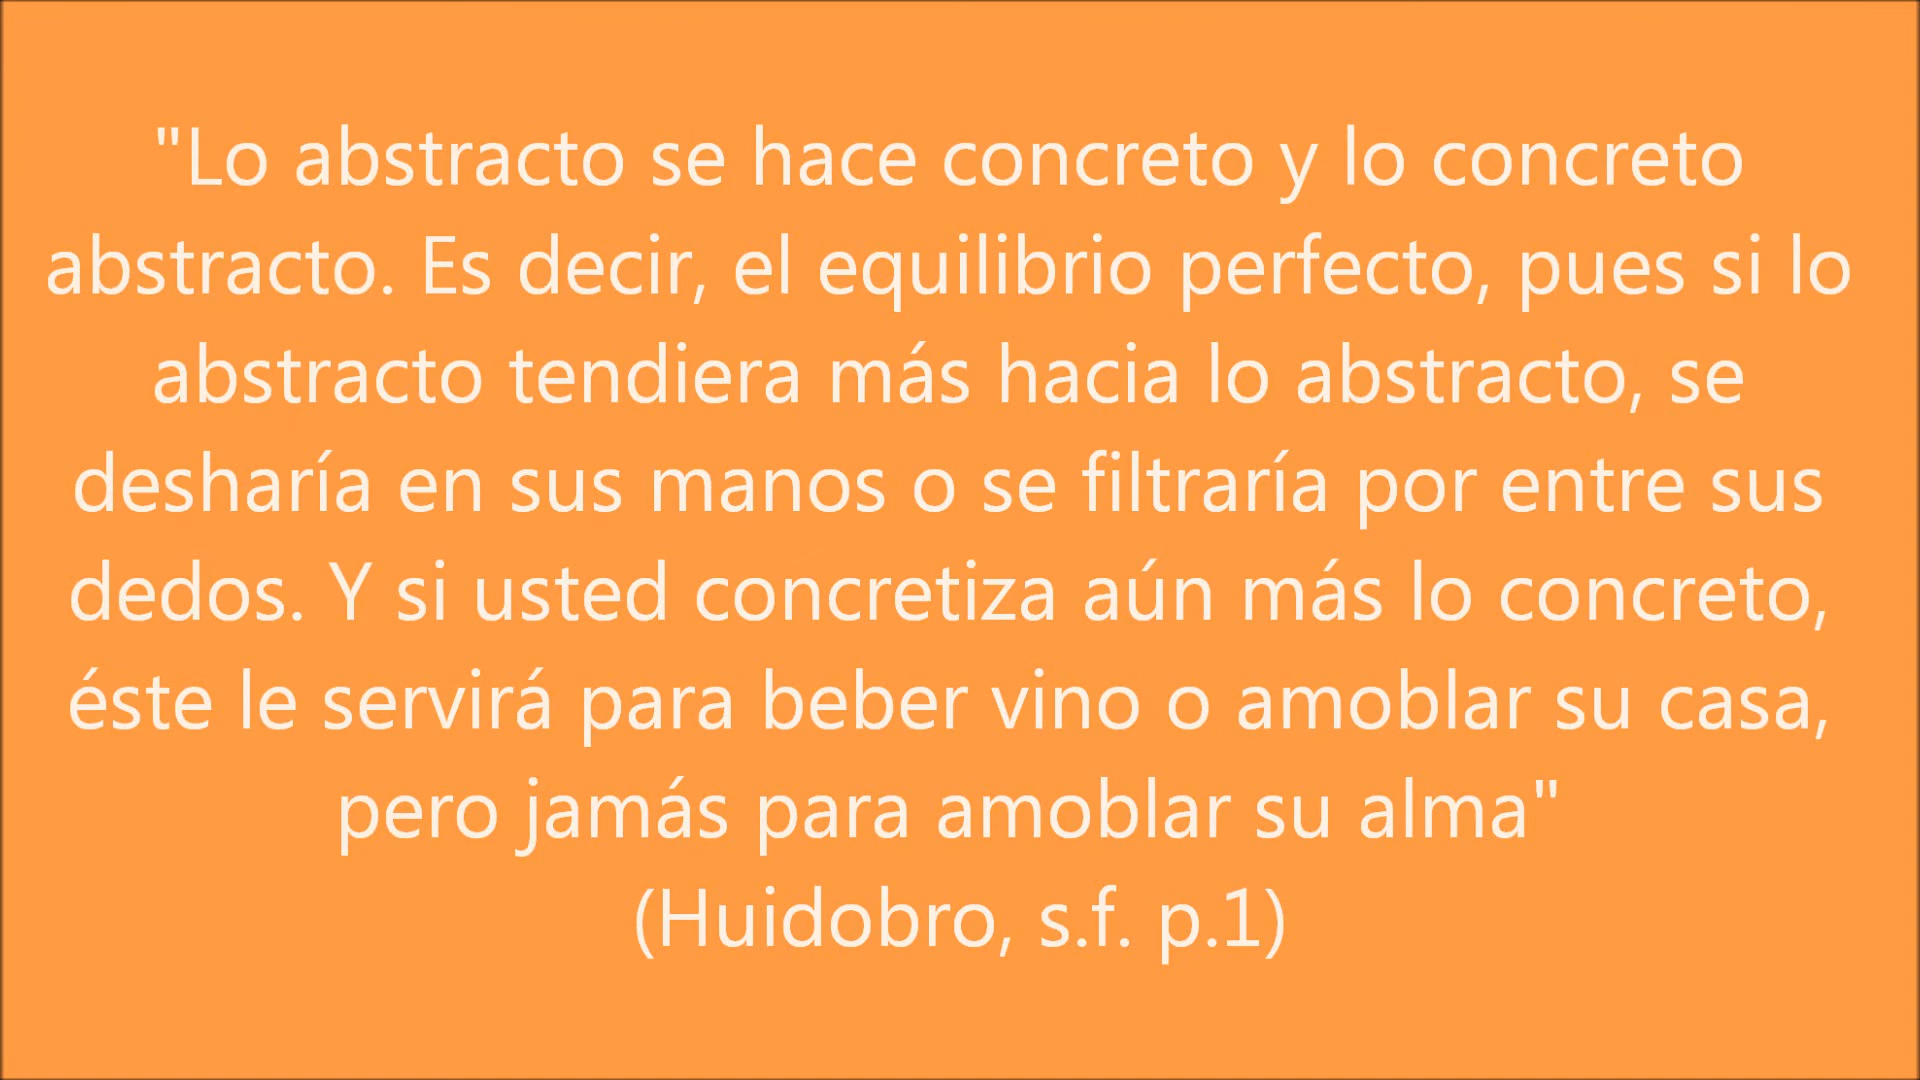 "Lo abstracto se hace concreto y lo concreto
abstracto. Es decir, el equilibrio perfecto, pues si lo
abstracto tendiera más hacia lo abstracto, se
desharía en sus manos o se filtraría por entre sus
dedos. Y si usted concretiza aún más lo concreto,
éste le servirá para beber vino o amoblar su casa,
pero jamás para amoblar su alma"
(Huidobro, s.f. p.1)